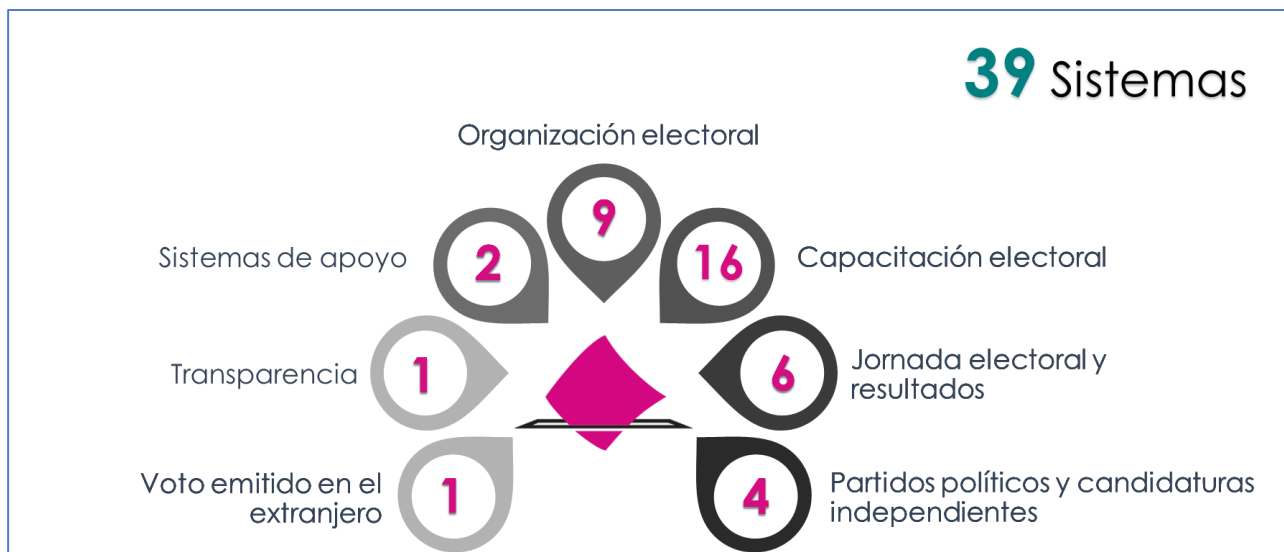 39 Sistemas
Organización electoral
9
Sistemas de apoyo
2
16
Capacitación electoral
Transparencia
1
6
Jornada electoral y
resultados
Voto emitido en el
extranjero
1
4
Partidos políticos y candidaturas
independientes